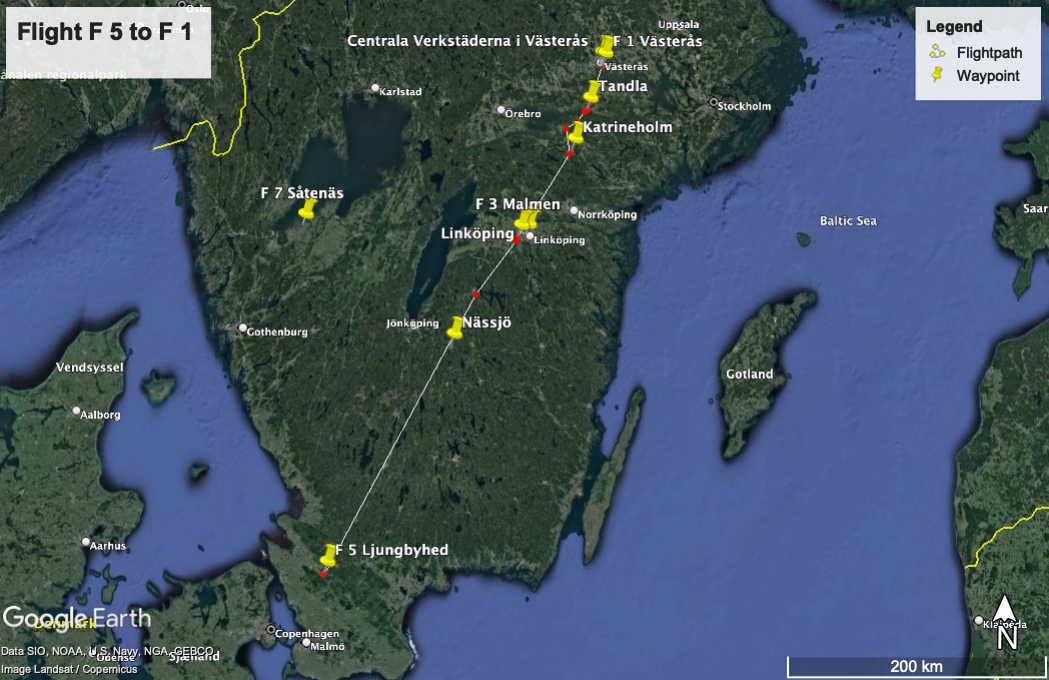 Oslo
Flight F 5 to F 1
Uppsala
Centrala Verkstäderna i Västerås
F 1 Västerås
Legend
Flightpath
Waypoint
Västerås
analen regionalpark
Tandla
Karlstad
Stockholm
Örebro
Katrineholm
F 7 Såtenäs
F 3 Malmen
Norrköping
Baltic Sea
Saar
Linköping
Linköping
Jönköping
Nässjö
Gothenburg
Vendsyssel
Gotland
Aalborg
F 5 Ljungbyhed
Aarhus
Google Earth
Denmark
Copenhagen
Klaipėda
N
Malmö
Data SIO, NOAA, U.S. Navy, NGA, GEBCO
Odense
Sjælland
Image Landsat / Copernicus
200 km